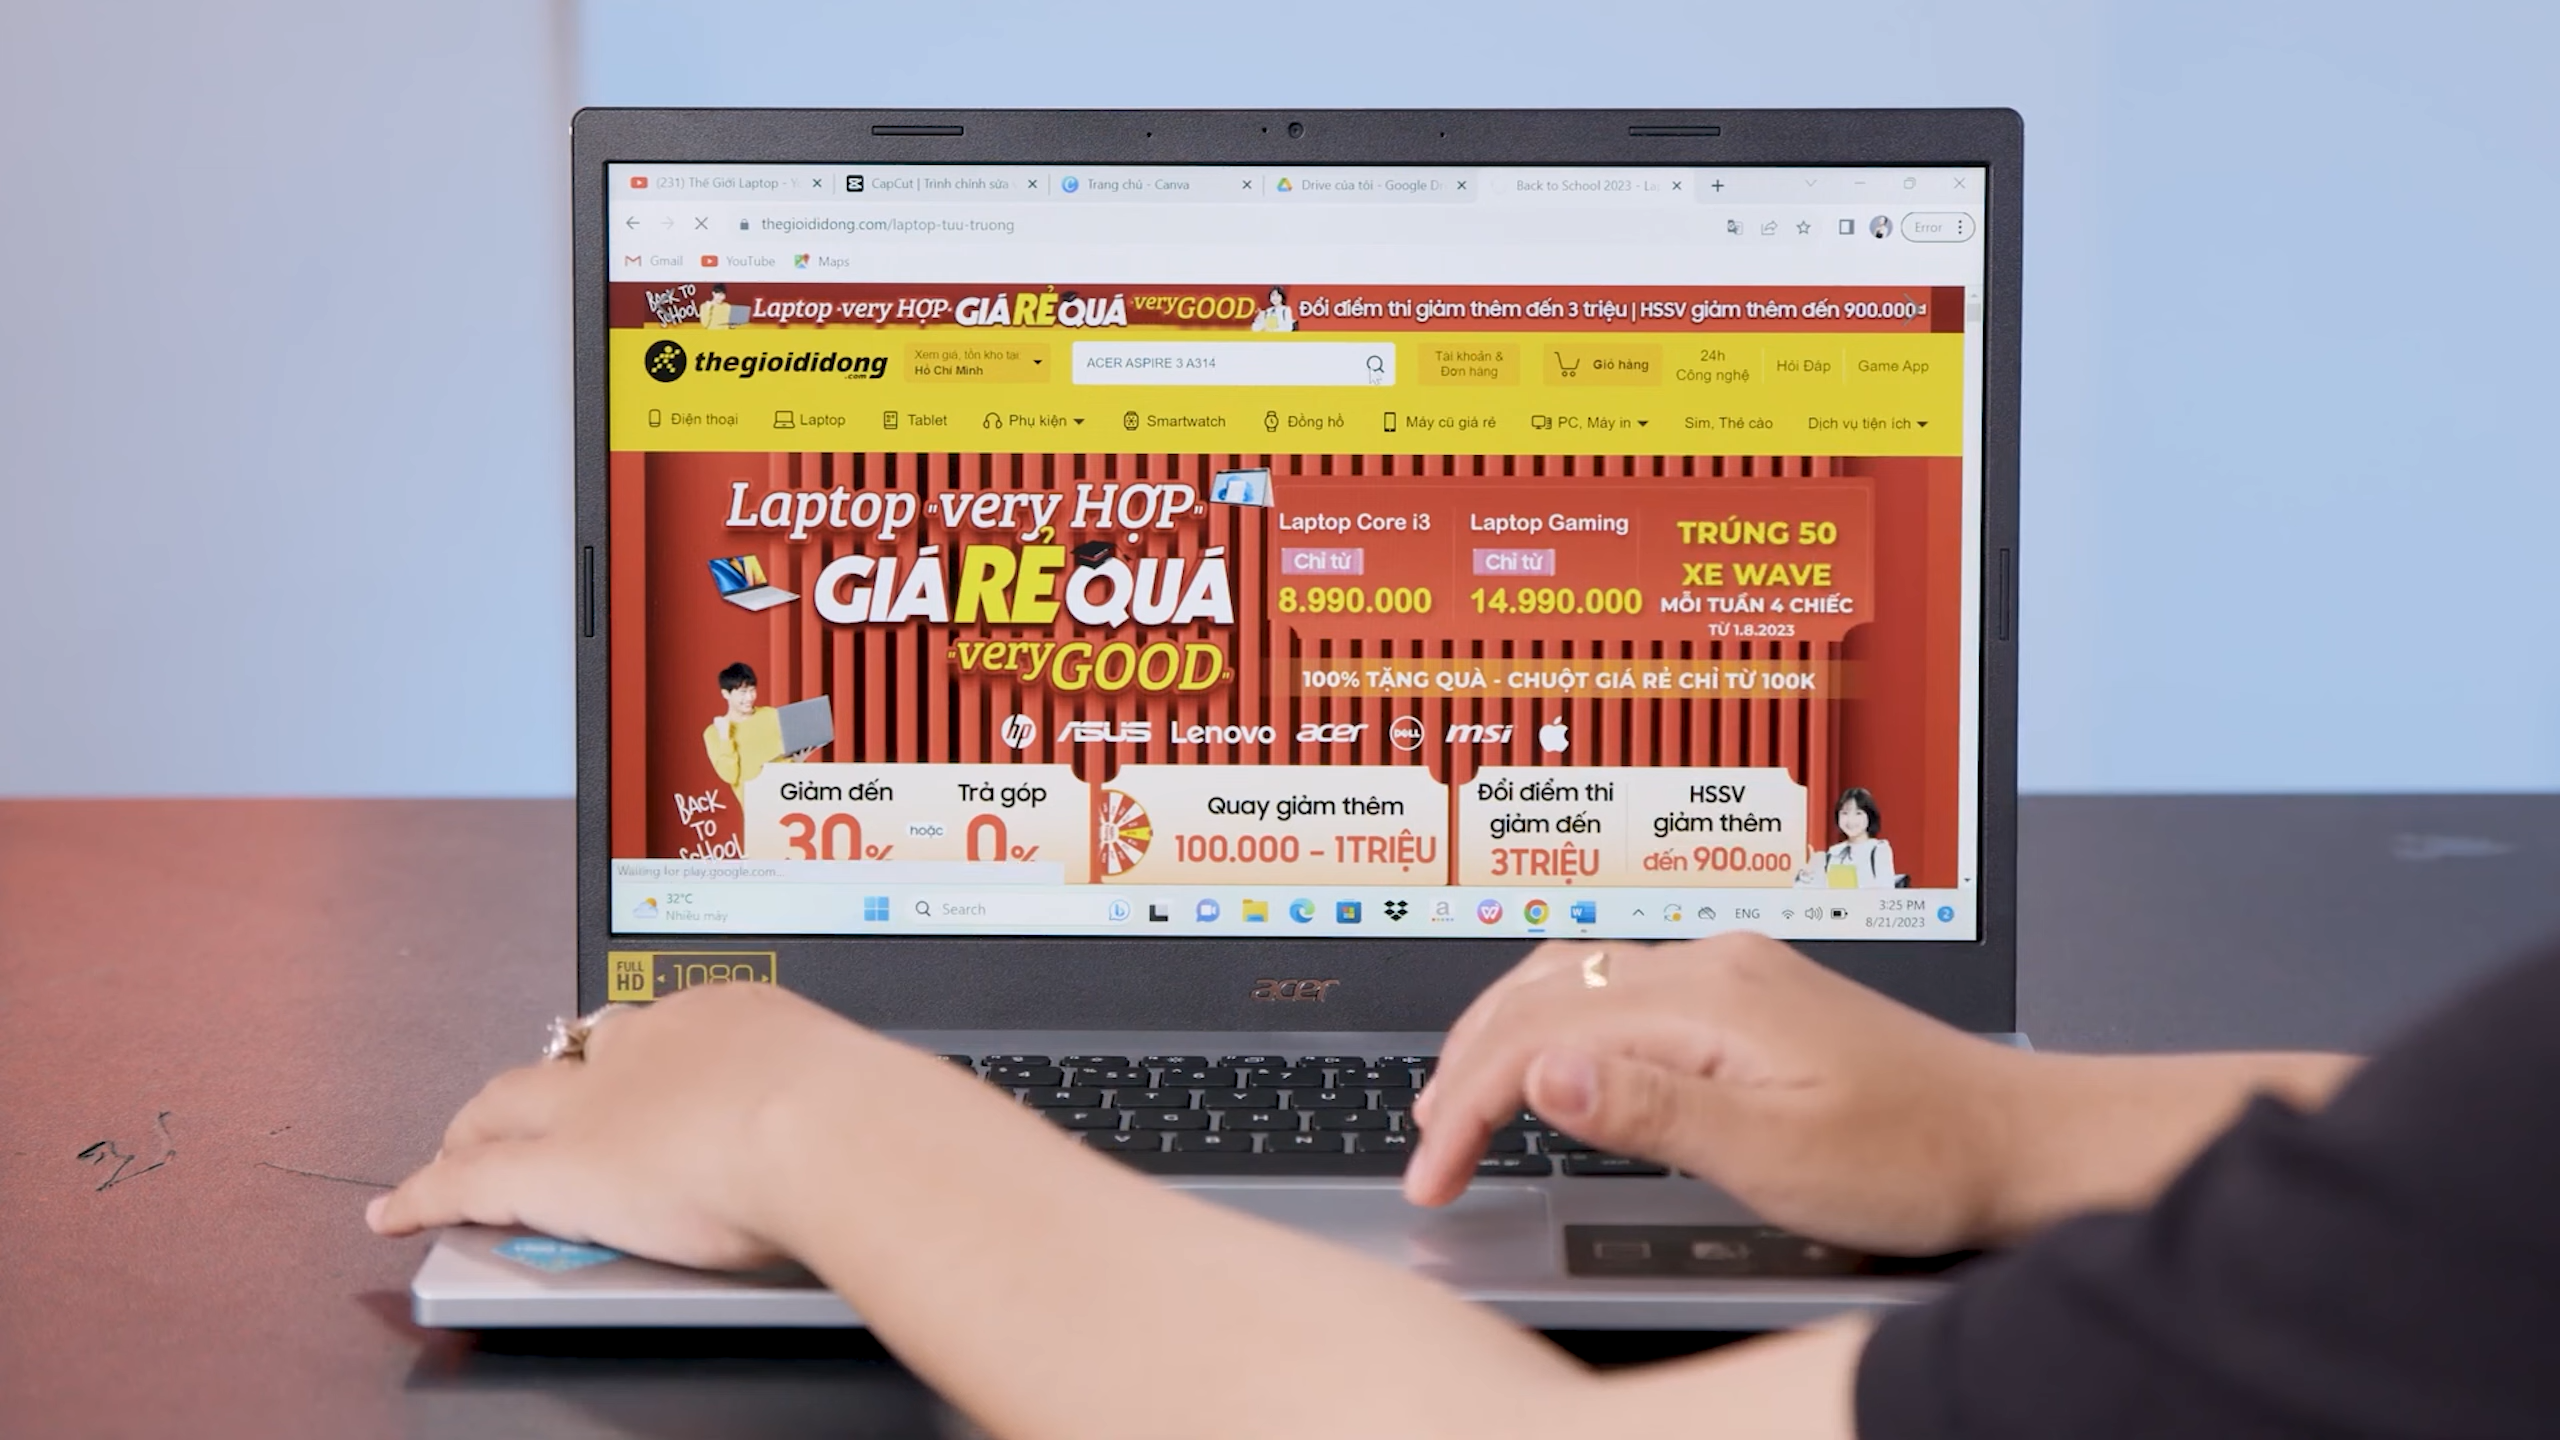 (231) Thế Giới Laptop - Y
CapCut | Trình chỉnh sửa
Trang chủ - Canva
Drive của tôi - Google D
Back to School 2023 - La
thegioididong.com/laptop-tuu-truong
Error
Gmail
YouTube
Maps
BACK TO SCHOOL
Laptop "very HỢP" GIÁ RẺ QUÁ "very GOOD"
Đổi điểm thi giảm thêm đến 3 triệu | HSSV giảm thêm đến 900.000đ
thegioididong.com
Xem giá, tồn kho tại:
Hồ Chí Minh
ACER ASPIRE 3 A314
Tài khoản & Đơn hàng
Giỏ hàng
24h Công nghệ
Hỏi Đáp
Game App
Điện thoại
Laptop
Tablet
Phụ kiện
Smartwatch
Đồng hồ
Máy cũ giá rẻ
PC, Máy in
Sim, Thẻ cào
Dịch vụ tiện ích
Laptop "very HỢP"
GIÁ RẺ QUÁ
"very GOOD"
Laptop Core i3
Chỉ từ
8.990.000
Laptop Gaming
Chỉ từ
14.990.000
TRÚNG 50
XE WAVE
MỖI TUẦN 4 CHIẾC
TỪ 1.8.2023
100% TẶNG QUÀ - CHUỘT GIÁ RẺ CHỈ TỪ 100K
hp ASUS Lenovo acer DELL msi
BACK
TO
SCHOOL
Giảm đến
30%
hoặc
Trả góp
0%
Quay giảm thêm
100.000 - 1TRIỆU
Đổi điểm thi
giảm đến
3TRIỆU
HSSV
giảm thêm
đến 900.000
Waiting for play.google.com...
32°C
Nhiều mây
Search
ENG
3:25 PM
8/21/2023
2
FULL HD 1080
acer
4 5 6 7 8
R T Y U
F G H J
V B N M